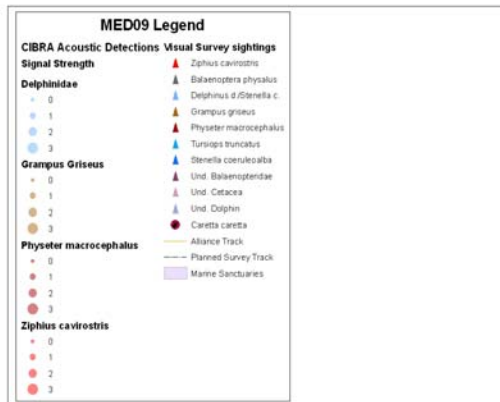 MED09 Legend
CIBRA Acoustic Detections
Signal Strength
Delphinidae
0
1
2
3
Grampus Griseus
0
1
2
3
Physeter macrocephalus
0
1
2
3
Ziphius cavirostris
0
1
2
3
Visual Survey sightings
Ziphius cavirostris
Balaenoptera physalus
Delphinus d./Stenella c.
Grampus griseus
Physeter macrocephalus
Tursiops truncatus
Stenella coeruleoalba
Und. Balaenopteridae
Und. Cetacea
Und. Dolphin
Caretta caretta
Alliance Track
Planned Survey Track
Marine Sanctuaries